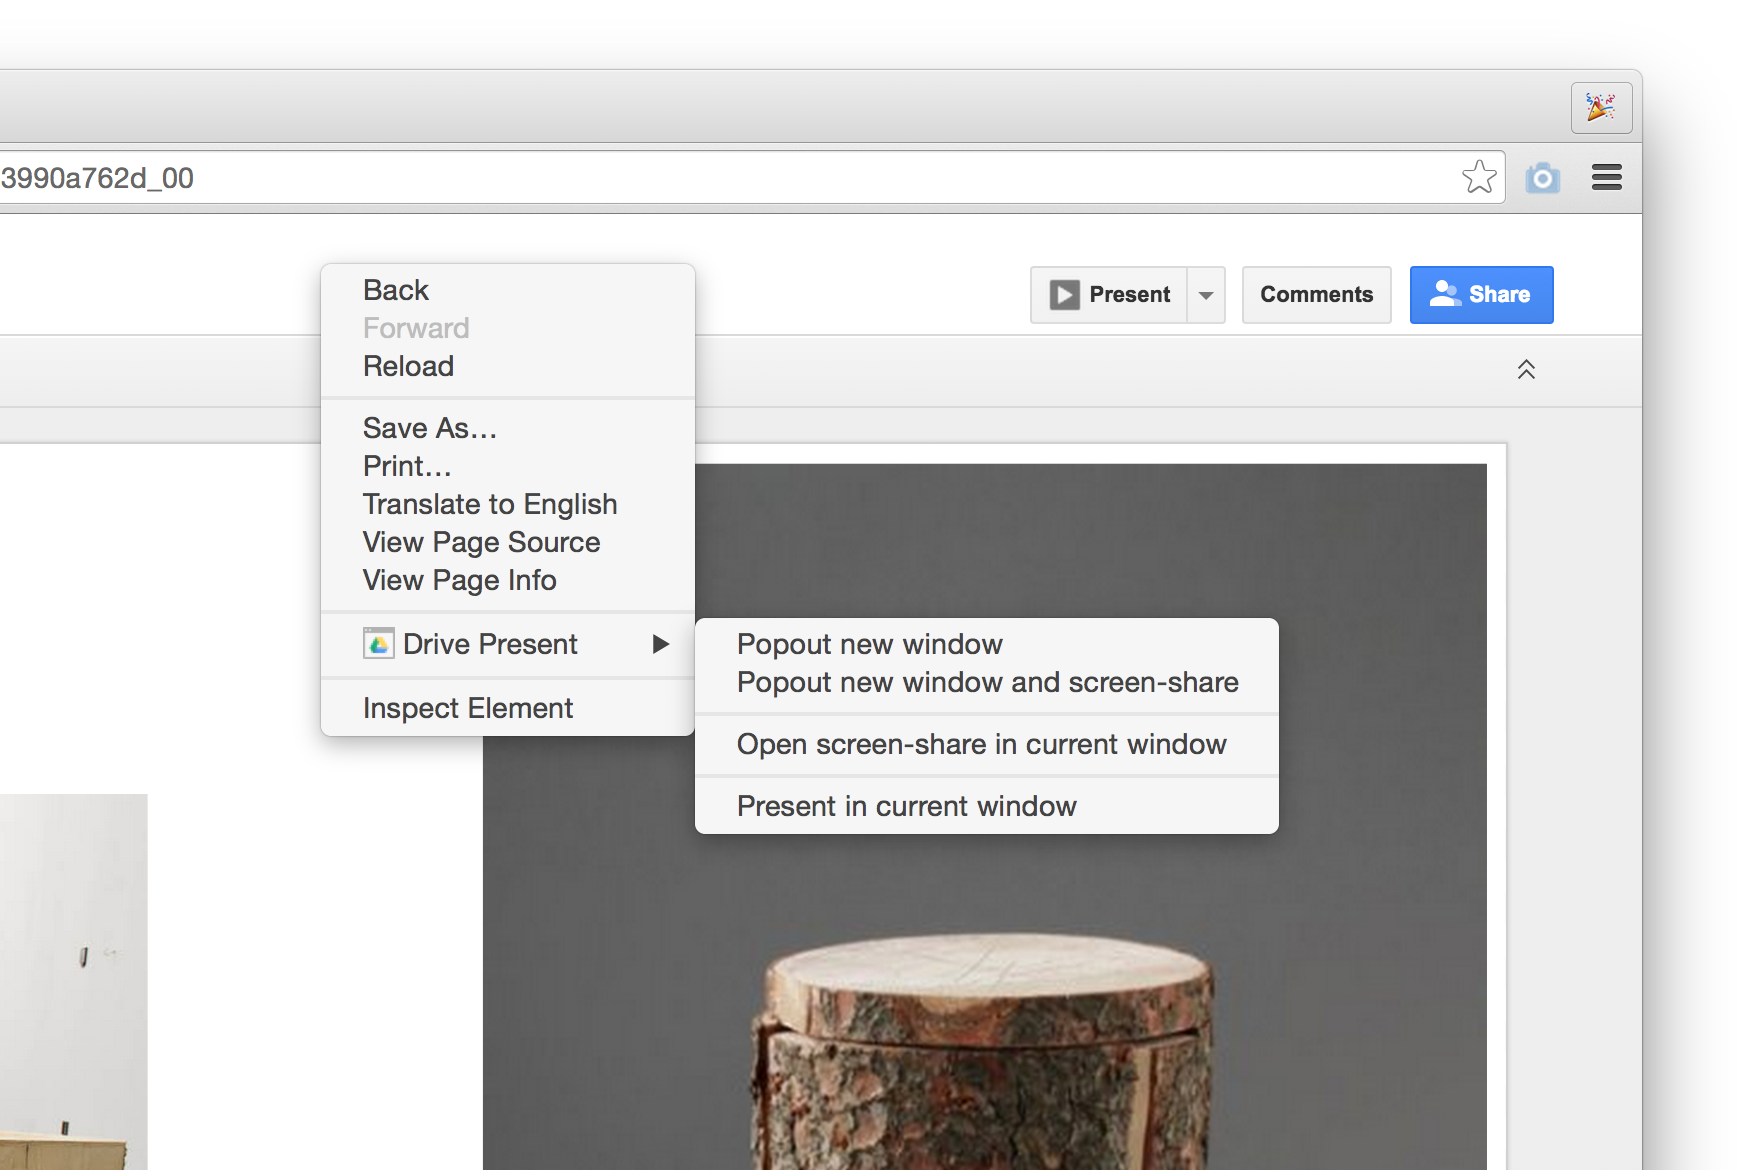 3990a762d_00
Present
Comments
Share
Back
Forward
Reload
Save As...
Print...
Translate to English
View Page Source
View Page Info
Drive Present
Inspect Element
Popout new window
Popout new window and screen-share
Open screen-share in current window
Present in current window